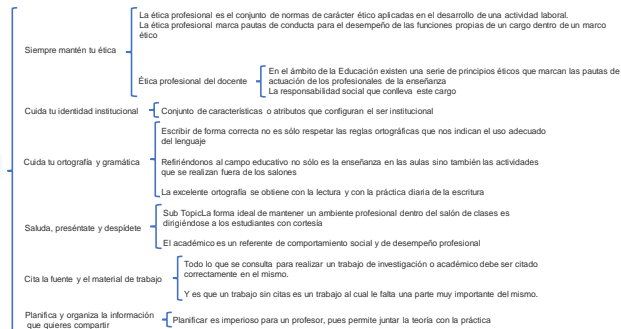 La ética profesional es el conjunto de normas de carácter ético aplicadas en el desarrollo de una actividad laboral.
La ética profesional marca pautas de conducta para el desempeño de las funciones propias de un cargo dentro de un marco
ético
Siempre mantén tu ética
En el ámbito de la Educación existen una serie de principios éticos que marcan las pautas de
actuación de los profesionales de la enseñanza
Ética profesional del docente
La responsabilidad social que conlleva este cargo
Cuida tu identidad institucional
Conjunto de características o atributos que configuran el ser institucional
Escribir de forma correcta no es sólo respetar las reglas ortográficas que nos indican el uso adecuado
del lenguaje
Cuida tu ortografía y gramática
Refiriéndonos al campo educativo no sólo es la enseñanza en las aulas sino también las actividades
que se realizan fuera de los salones
La excelente ortografía se obtiene con la lectura y con la práctica diaria de la escritura
Sub TopicLa forma ideal de mantener un ambiente profesional dentro del salón de clases es
dirigiéndose a los estudiantes con cortesía
Saluda, preséntate y despídete
El académico es un referente de comportamiento social y de desempeño profesional
Todo lo que se consulta para realizar un trabajo de investigación o académico debe ser citado
correctamente en el mismo.
Cita la fuente y el material de trabajo
Y es que un trabajo sin citas es un trabajo al cual le falta una parte muy importante del mismo.
Planifica y organiza la información
que quieres compartir
Planificar es imperioso para un profesor, pues permite juntar la teoría con la práctica